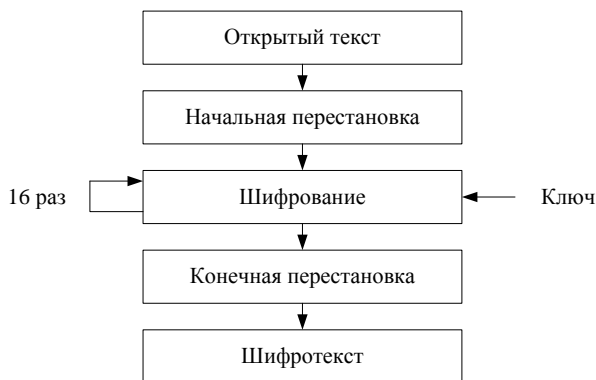 Открытый текст
Начальная перестановка
16 раз
Шифрование
Ключ
Конечная перестановка
Шифротекст